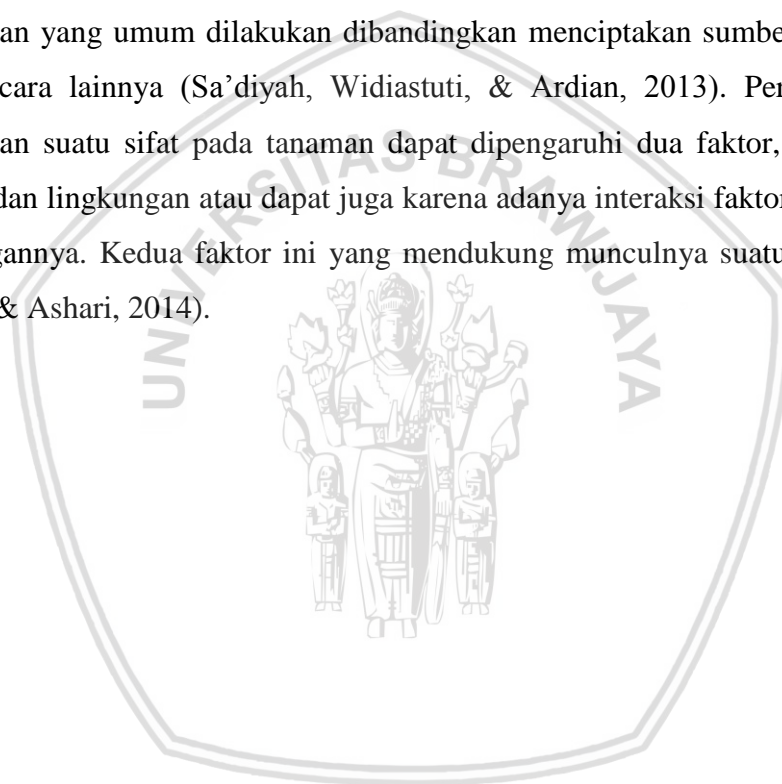 an yang umum dilakukan dibandingkan menciptakan sumbe
cara lainnya (Sa’diyah, Widiastuti, & Ardian, 2013). Per
an suatu sifat pada tanaman dapat dipengaruhi dua faktor,
dan lingkungan atau dapat juga karena adanya interaksi faktor
gannya. Kedua faktor ini yang mendukung munculnya suatu
& Ashari, 2014).
UNIVERSITAS BRAWIJAYA